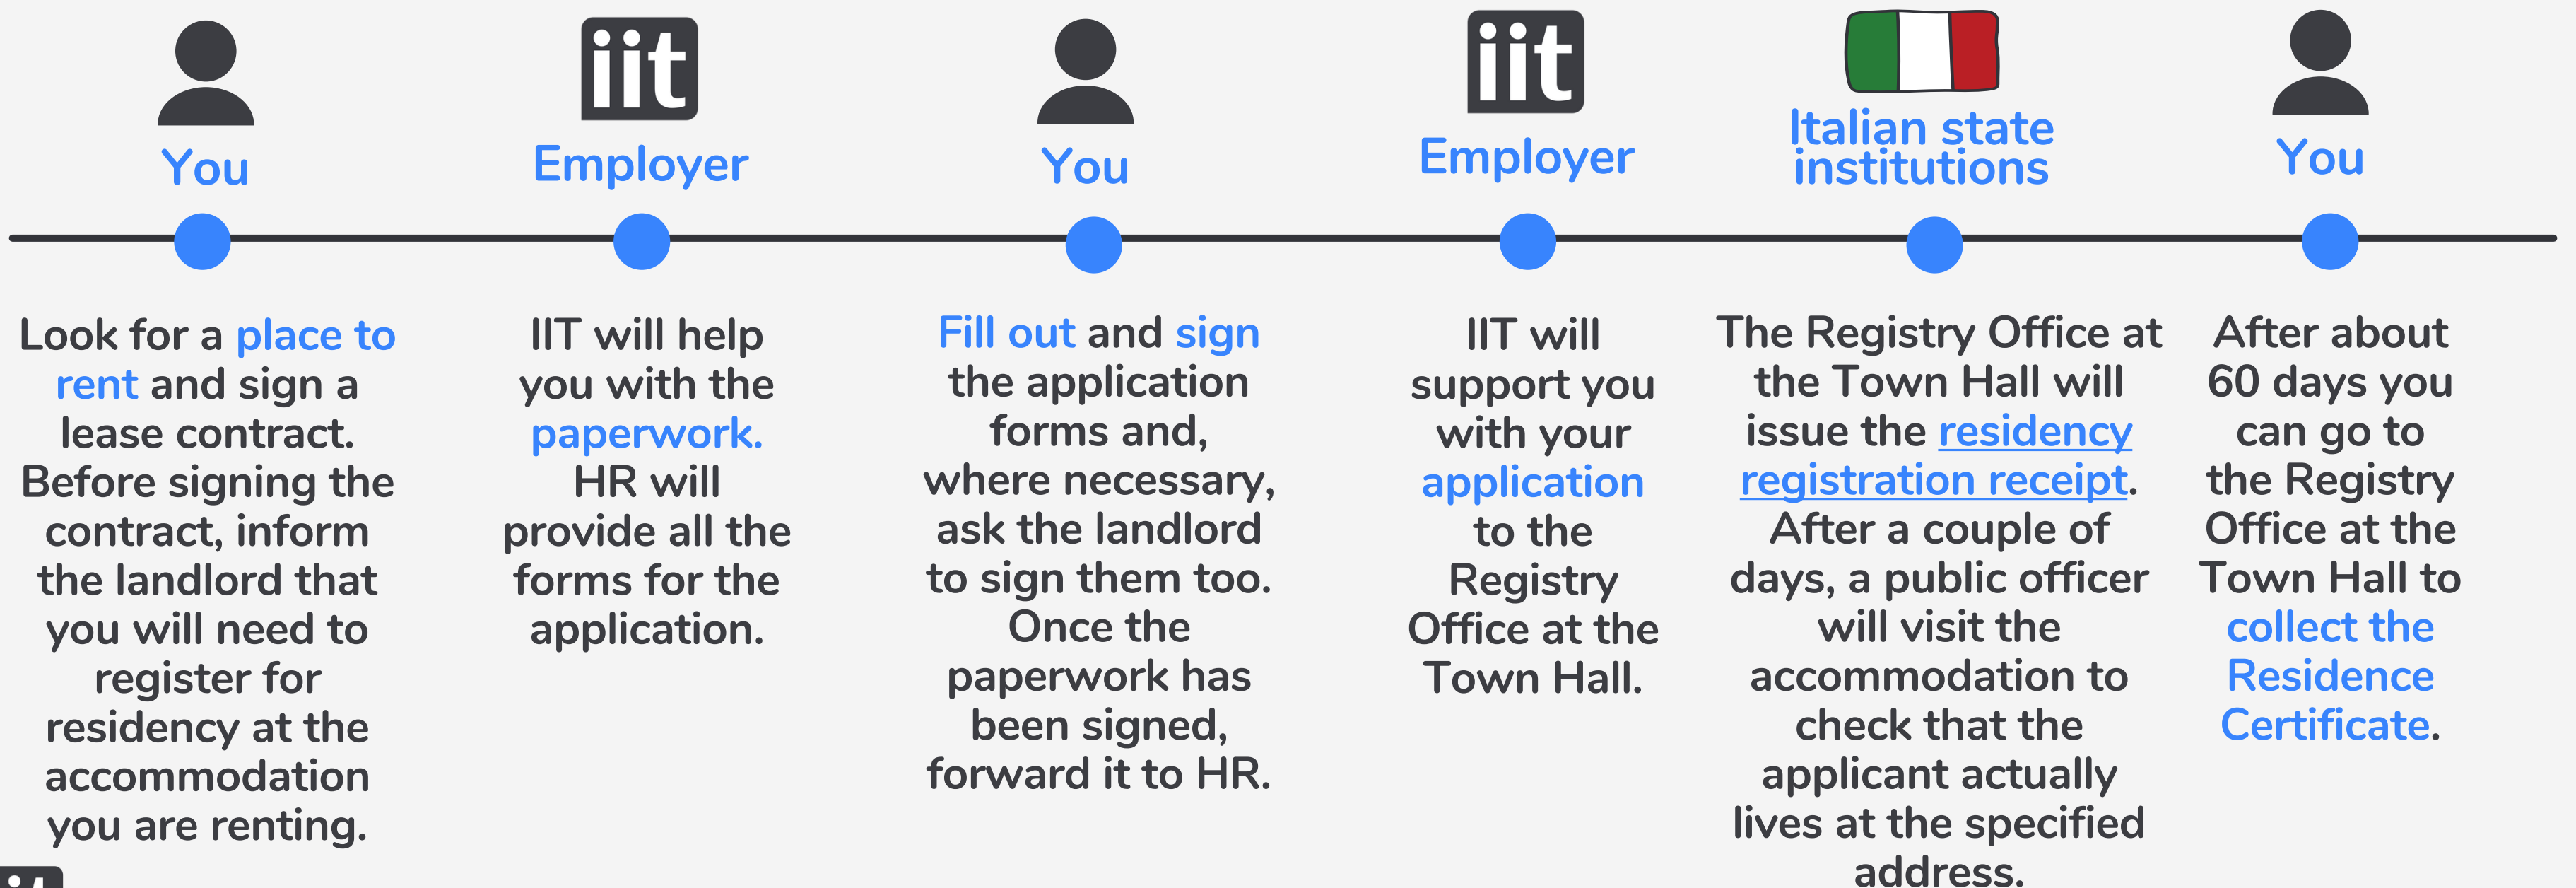 iit
iit
You
Employer
You
Employer
Italian state
institutions
You
Look for a place to
rent and sign a
lease contract.
Before signing the
contract, inform
the landlord that
you will need to
register for
residency at the
accommodation
you are renting.
IIT will help
you with the
paperwork.
HR will
provide all the
forms for the
application.
Fill out and sign
the application
forms and,
where necessary,
ask the landlord
to sign them too.
Once the
paperwork has
been signed,
forward it to HR.
IIT will
support you
with your
application
to the
Registry
Office at the
Town Hall.
The Registry Office at
the Town Hall will
issue the residency
registration receipt.
After a couple of
days, a public officer
will visit the
accommodation to
check that the
applicant actually
lives at the specified
address.
After about
60 days you
can go to
the Registry
Office at the
Town Hall to
collect the
Residence
Certificate.